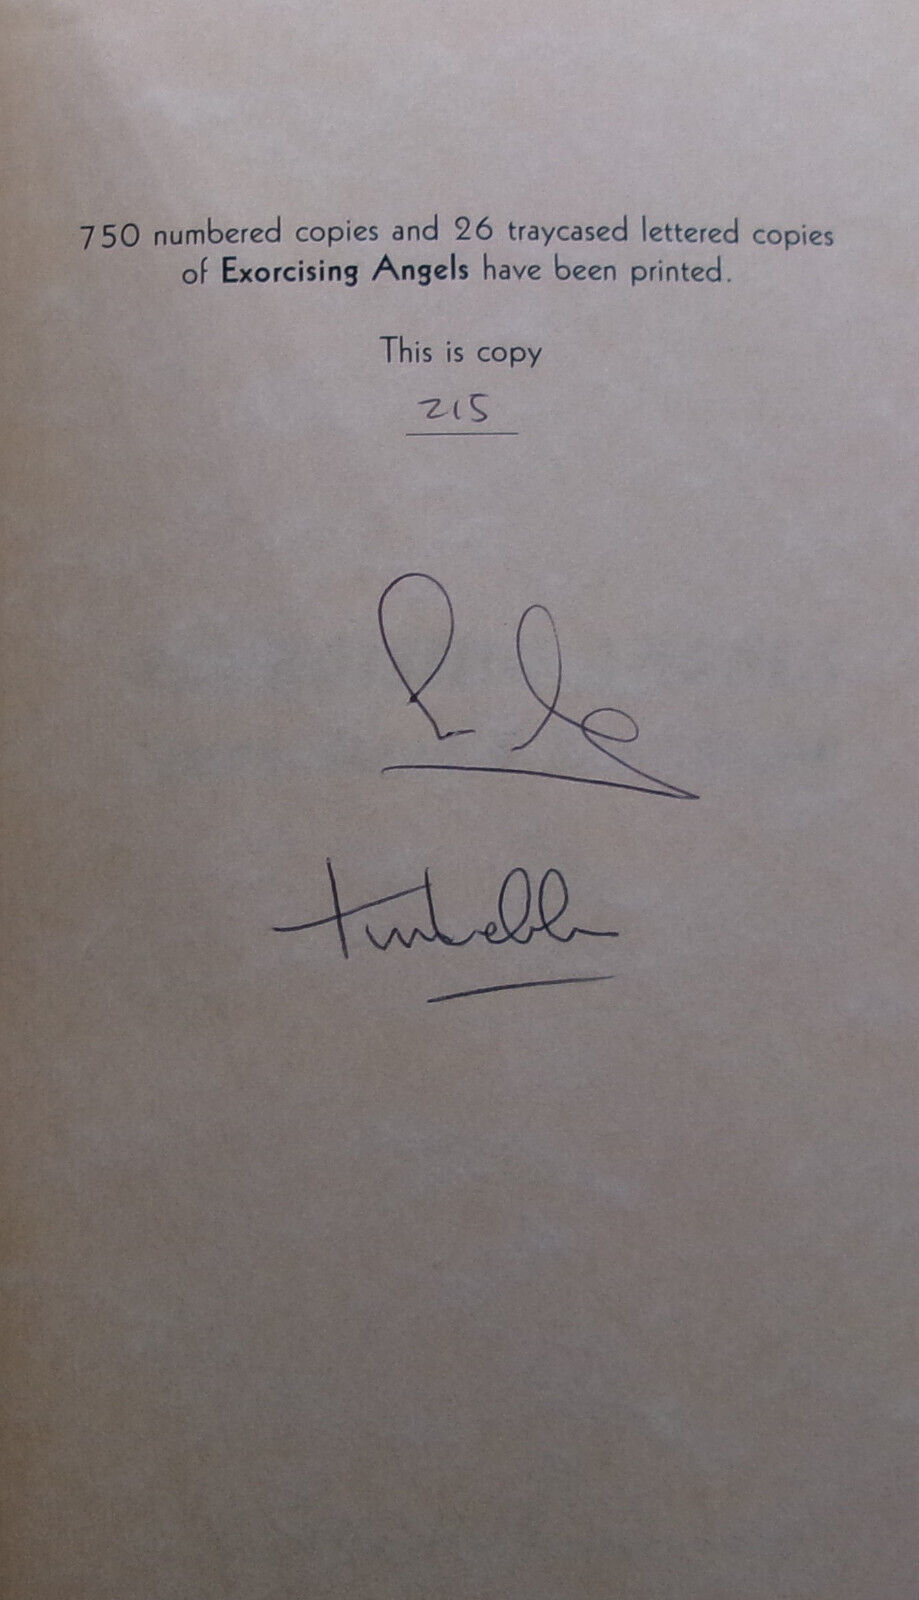 750 numbered copies and 26 traycased lettered copies
of Exorcising Angels have been printed.
This is copy
215